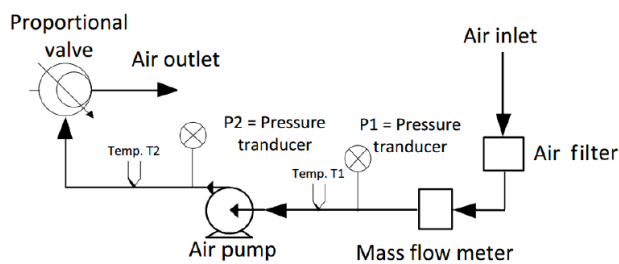 Proportional
valve
Air outlet
Air inlet
P2 = Pressure
tranducer
P1 = Pressure
tranducer
Temp. T2
Temp. T1
Air filter
Air pump
Mass flow meter